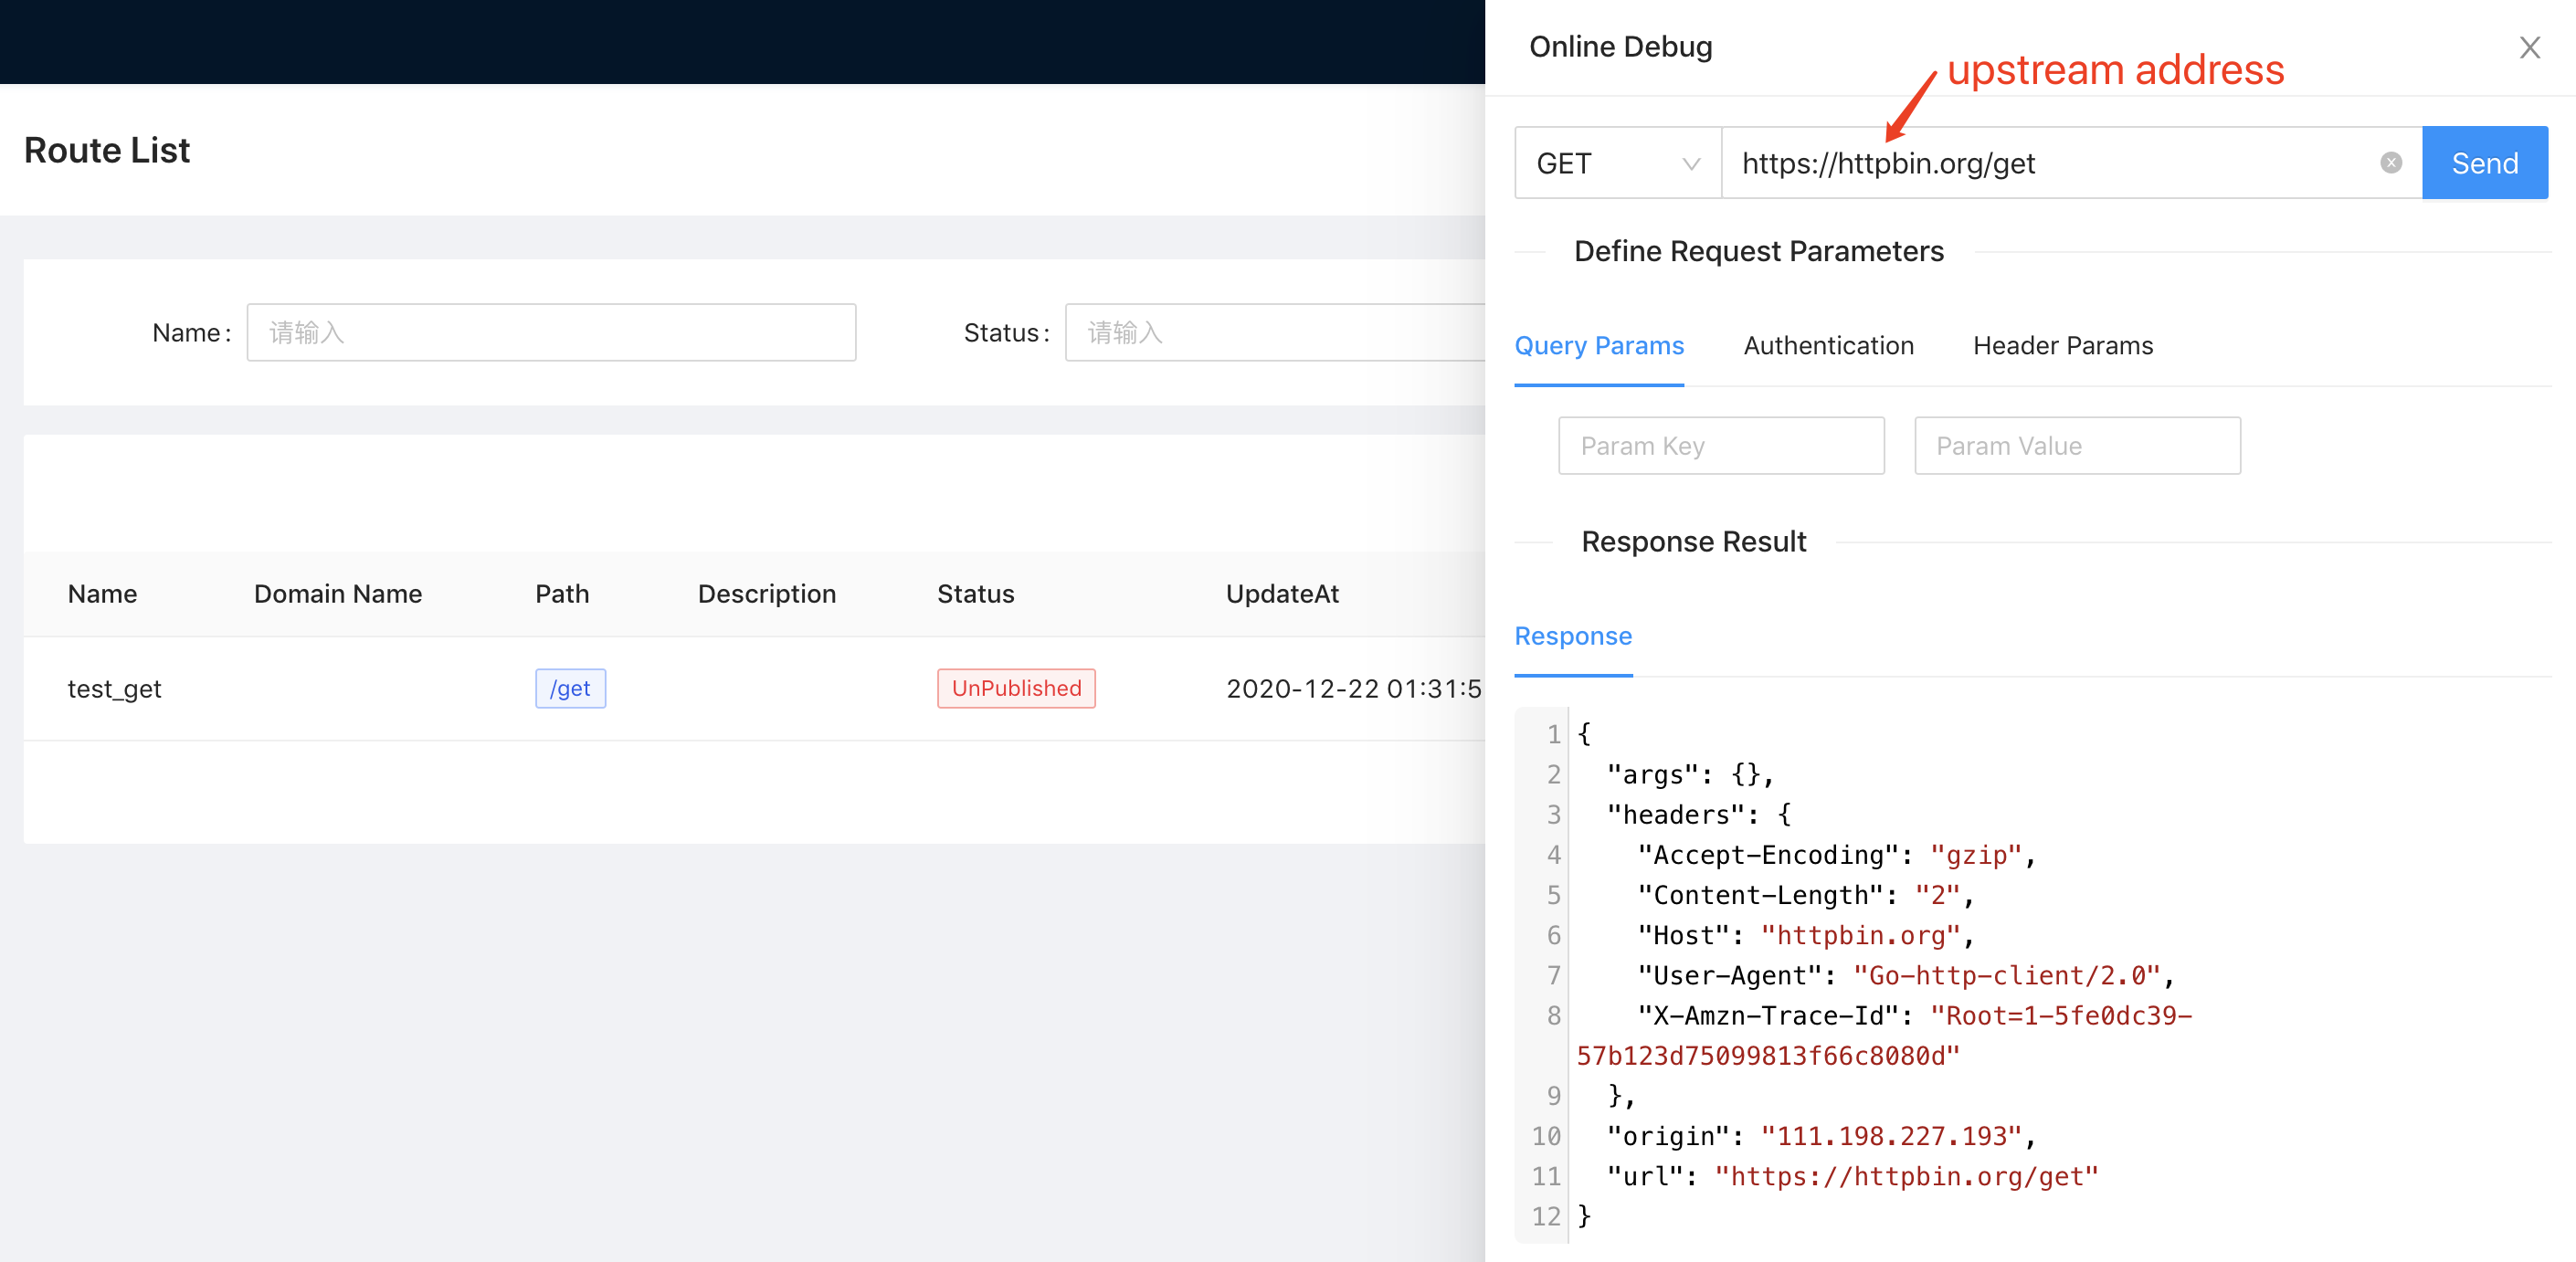 Route List
Name :
请输入
Status :
请输入
Name Domain Name Path Description Status UpdateAt
test_get /get UnPublished 2020-12-22 01:31:5
Online Debug
upstream address
GET https://httpbin.org/get Send
Define Request Parameters
Query Params Authentication Header Params
Param Key Param Value
Response Result
Response
1 {
2 "args": {},
3 "headers": {
4 "Accept-Encoding": "gzip",
5 "Content-Length": "2",
6 "Host": "httpbin.org",
7 "User-Agent": "Go-http-client/2.0",
8 "X-Amzn-Trace-Id": "Root=1-5fe0dc39-
57b123d75099813f66c8080d"
9 },
10 "origin": "111.198.227.193",
11 "url": "https://httpbin.org/get"
12 }